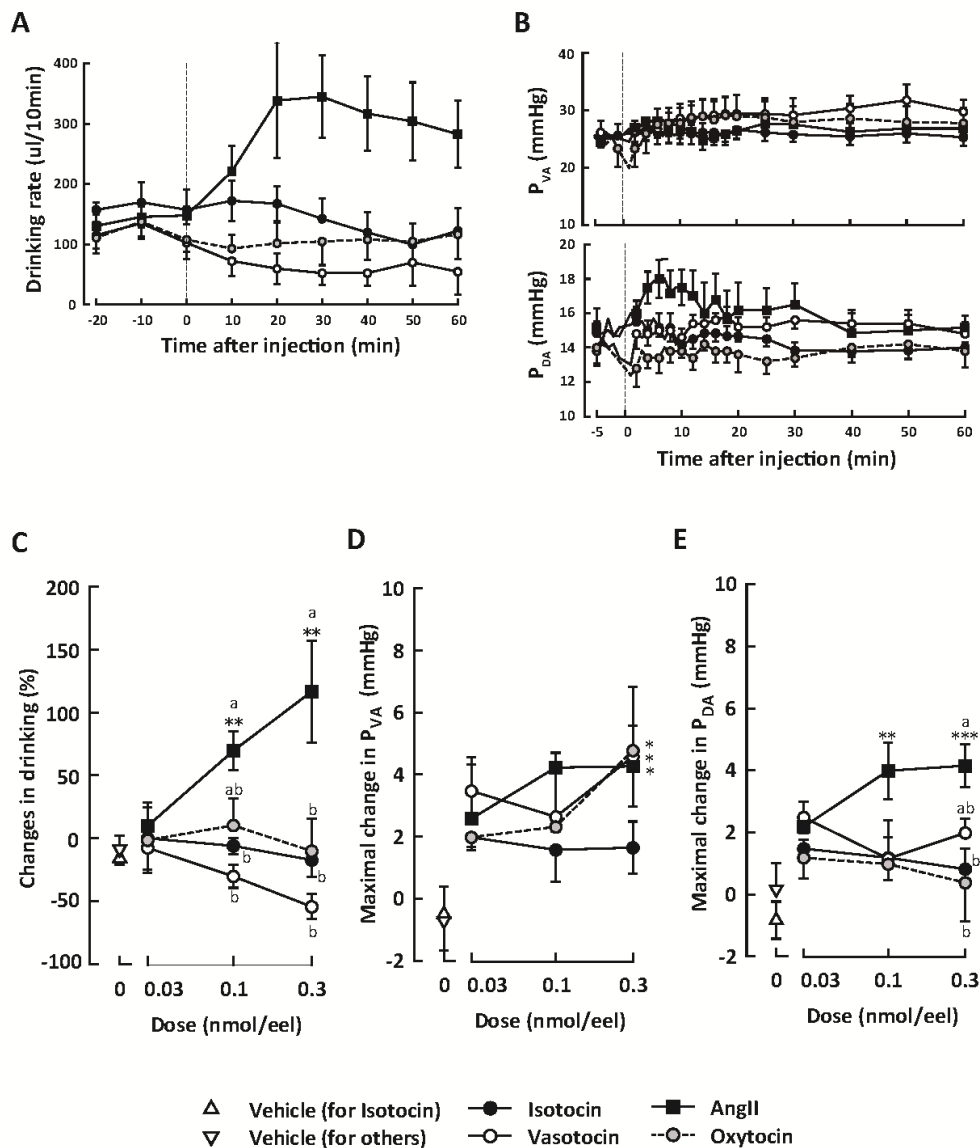 A
Drinking rate (ul/10min)
400
300
200
100
0
-20 -10 0 10 20 30 40 50 60
Time after injection (min)
B
P_VA (mmHg)
40
30
20
10
P_DA (mmHg)
18
16
14
12
10
-5 0 10 20 30 40 50 60
Time after injection (min)
C
Changes in drinking (%)
200
150
100
50
0
-50
-100
a
**
a
**
ab
b
b
b
b
b
0 0.03 0.1 0.3
Dose (nmol/eel)
D
Maximal change in P_VA (mmHg)
10
8
6
4
2
0
-2
*
*
*
0 0.03 0.1 0.3
Dose (nmol/eel)
E
Maximal change in P_DA (mmHg)
10
8
6
4
2
0
-2
**
a
***
ab
b
b
0 0.03 0.1 0.3
Dose (nmol/eel)
Vehicle (for Isotocin) Isotocin AngII
Vehicle (for others) Vasotocin Oxytocin